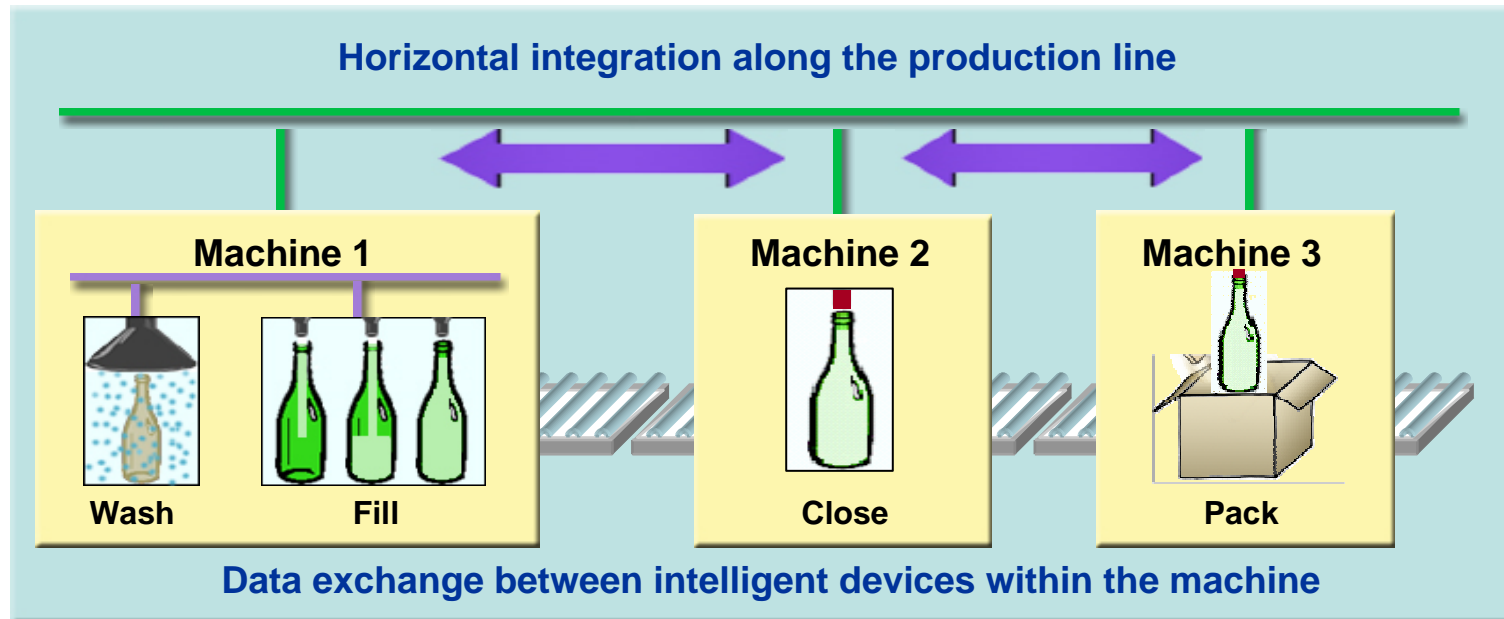 Horizontal integration along the production line
Machine 1
Machine 2
Machine 3
Wash
Fill
Close
Pack
Data exchange between intelligent devices within the machine